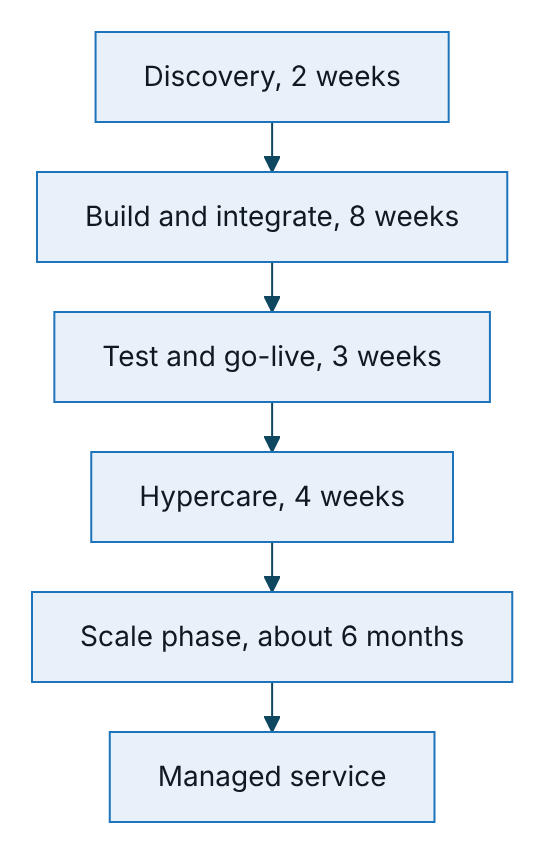 Discovery, 2 weeks
Build and integrate, 8 weeks
Test and go-live, 3 weeks
Hypercare, 4 weeks
Scale phase, about 6 months
Managed service